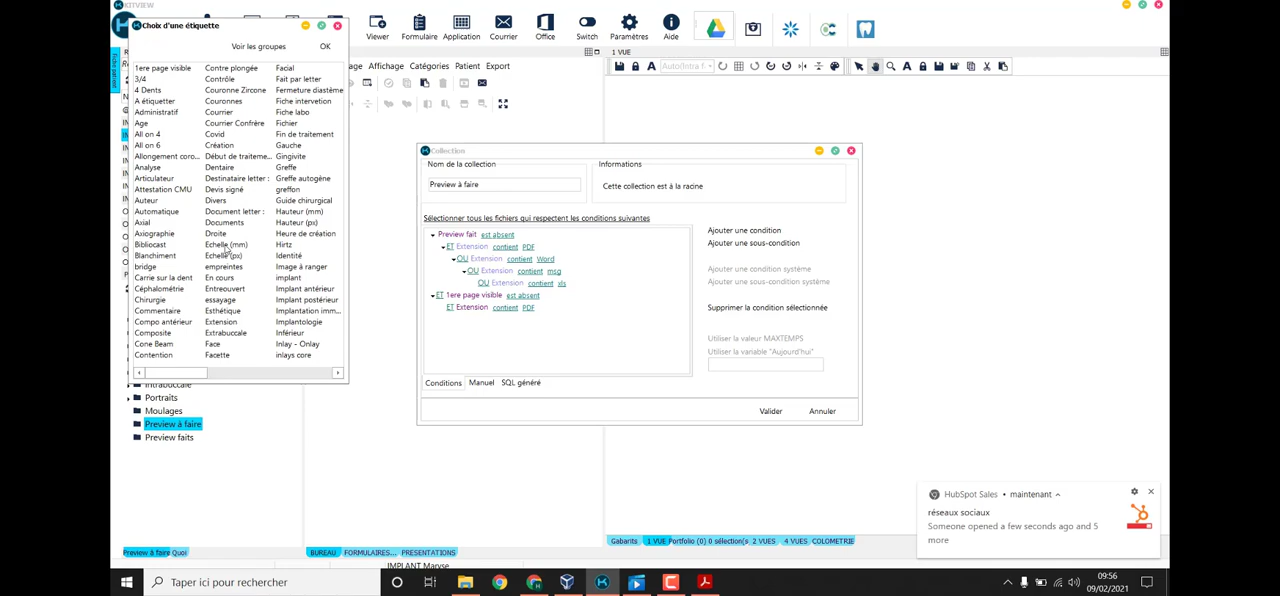 KITVIEW
Choix d'une étiquette
Voir les groupes
OK
1ere page visible
3/4
4 Dents
A étiquetter
Administratif
Age
All on 4
All on 6
Allongement coro...
Analyse
Articulateur
Attestation CMU
Auteur
Automatique
Axial
Axiographie
Bibliocast
Blanchiment
bridge
Carrie sur la dent
Céphalométrie
Chirurgie
Commentaire
Compo antérieur
Composite
Cone Beam
Contention
Contre plongée
Contrôle
Couronne Zircone
Couronnes
Courrier
Courrier Confrère
Covid
Création
Début de traiteme...
Dentaire
Destinataire letter :
Devis signé
Divers
Document letter :
Documents
Droite
Echelle (mm)
Echelle (px)
empreintes
En cours
Entreouvert
essayage
Esthétique
Extension
Extrabuccale
Face
Facette
Facial
Fait par letter
Fermeture diastème
Fiche intervetion
Fiche labo
Fichier
Fin de traitement
Gauche
Gingivite
Greffe
Greffe autogène
greffon
Guide chirurgical
Hauteur (mm)
Hauteur (px)
Heure de création
Hirtz
Identité
Image à ranger
implant
Implant antérieur
Implant postérieur
Implantation imm...
Implantologie
Inférieur
Inlay - Onlay
inlays core
Intrabuccale
Portraits
Moulages
Preview à faire
Preview faits
Preview à faire Quoi
Viewer
Formulaire
Application
Courrier
Office
Switch
Paramètres
Aide
1 VUE
Affichage Catégories Patient Export
Auto(Intra f
Collection
Nom de la collection
Preview à faire
Informations
Cette collection est à la racine
Sélectionner tous les fichiers qui respectent les conditions suivantes
Preview fait est absent
ET Extension contient PDF
OU Extension contient Word
OU Extension contient msg
OU Extension contient xls
ET 1ere page visible est absent
ET Extension contient PDF
Ajouter une condition
Ajouter une sous-condition
Ajouter une condition système
Ajouter une sous-condition système
Supprimer la condition sélectionnée
Utiliser la valeur MAXTEMPS
Utiliser la variable "Aujourd'hui"
Conditions Manuel SQL généré
Valider Annuler
HubSpot Sales • maintenant
réseaux sociaux
Someone opened a few seconds ago and 5
more
BUREAU FORMULAIRES... PRESENTATIONS
Gabarits 1 VUE Portfolio (0) 0 sélection(s 2 VUES 4 VUES COLOMETRIE
IMPLANT Maryse
Taper ici pour rechercher
09:56
09/02/2021